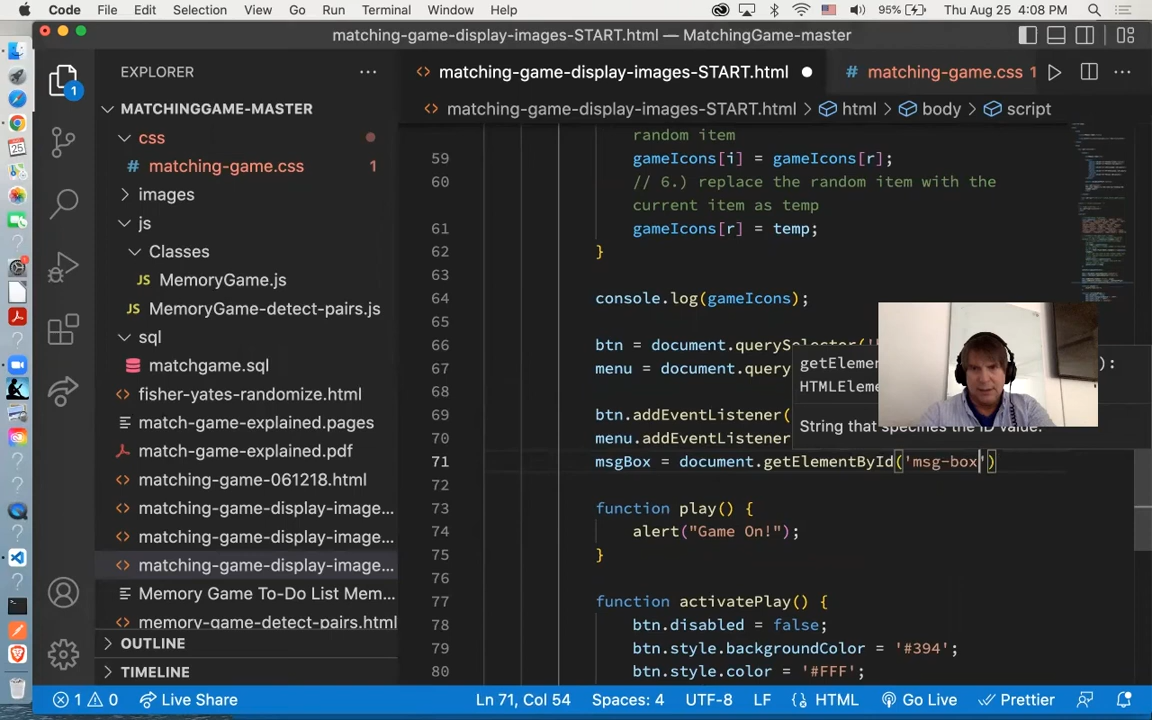 Code File Edit Selection View Go Run Terminal Window Help 95% Thu Aug 25 4:08 PM
matching-game-display-images-START.html — MatchingGame-master
EXPLORER
matching-game-display-images-START.html
# matching-game.css 1
1
MATCHINGGAME-MASTER
matching-game-display-images-START.html > html > body > script
css
# matching-game.css 1
images
js
Classes
JS MemoryGame.js
JS MemoryGame-detect-pairs.js
sql
matchgame.sql
fisher-yates-randomize.html
match-game-explained.pages
match-game-explained.pdf
matching-game-061218.html
matching-game-display-image...
matching-game-display-image...
matching-game-display-image...
Memory Game To-Do List Mem...
memory-game-detect-pairs.html
OUTLINE
TIMELINE
random item
59 gameIcons[i] = gameIcons[r];
60 // 6.) replace the random item with the
current item as temp
61 gameIcons[r] = temp;
62 }
63
64 console.log(gameIcons);
65
66 btn = document.querySelector('
67 menu = document.query
68
69 btn.addEventListener(
70 menu.addEventListener
71 msgBox = document.getElementById('msg-box')
72
73 function play() {
74 alert("Game On!");
75 }
76
77 function activatePlay() {
78 btn.disabled = false;
79 btn.style.backgroundColor = '#394';
80 btn.style.color = '#FFF';
getElemen ):
HTMLEleme
String that specifies the ID value.
1 0 Live Share Ln 71, Col 54 Spaces: 4 UTF-8 LF {} HTML Go Live Prettier